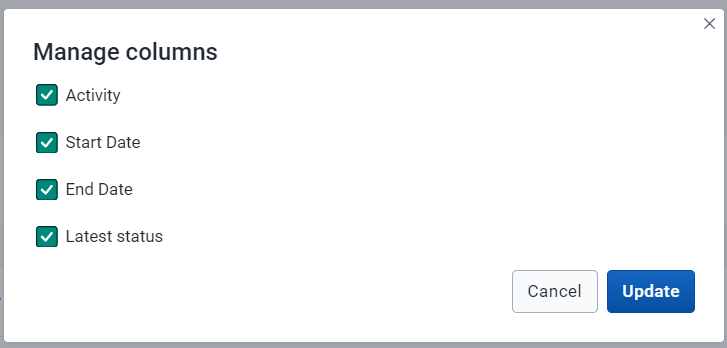 Manage columns
Activity
Start Date
End Date
Latest status
Cancel
Update